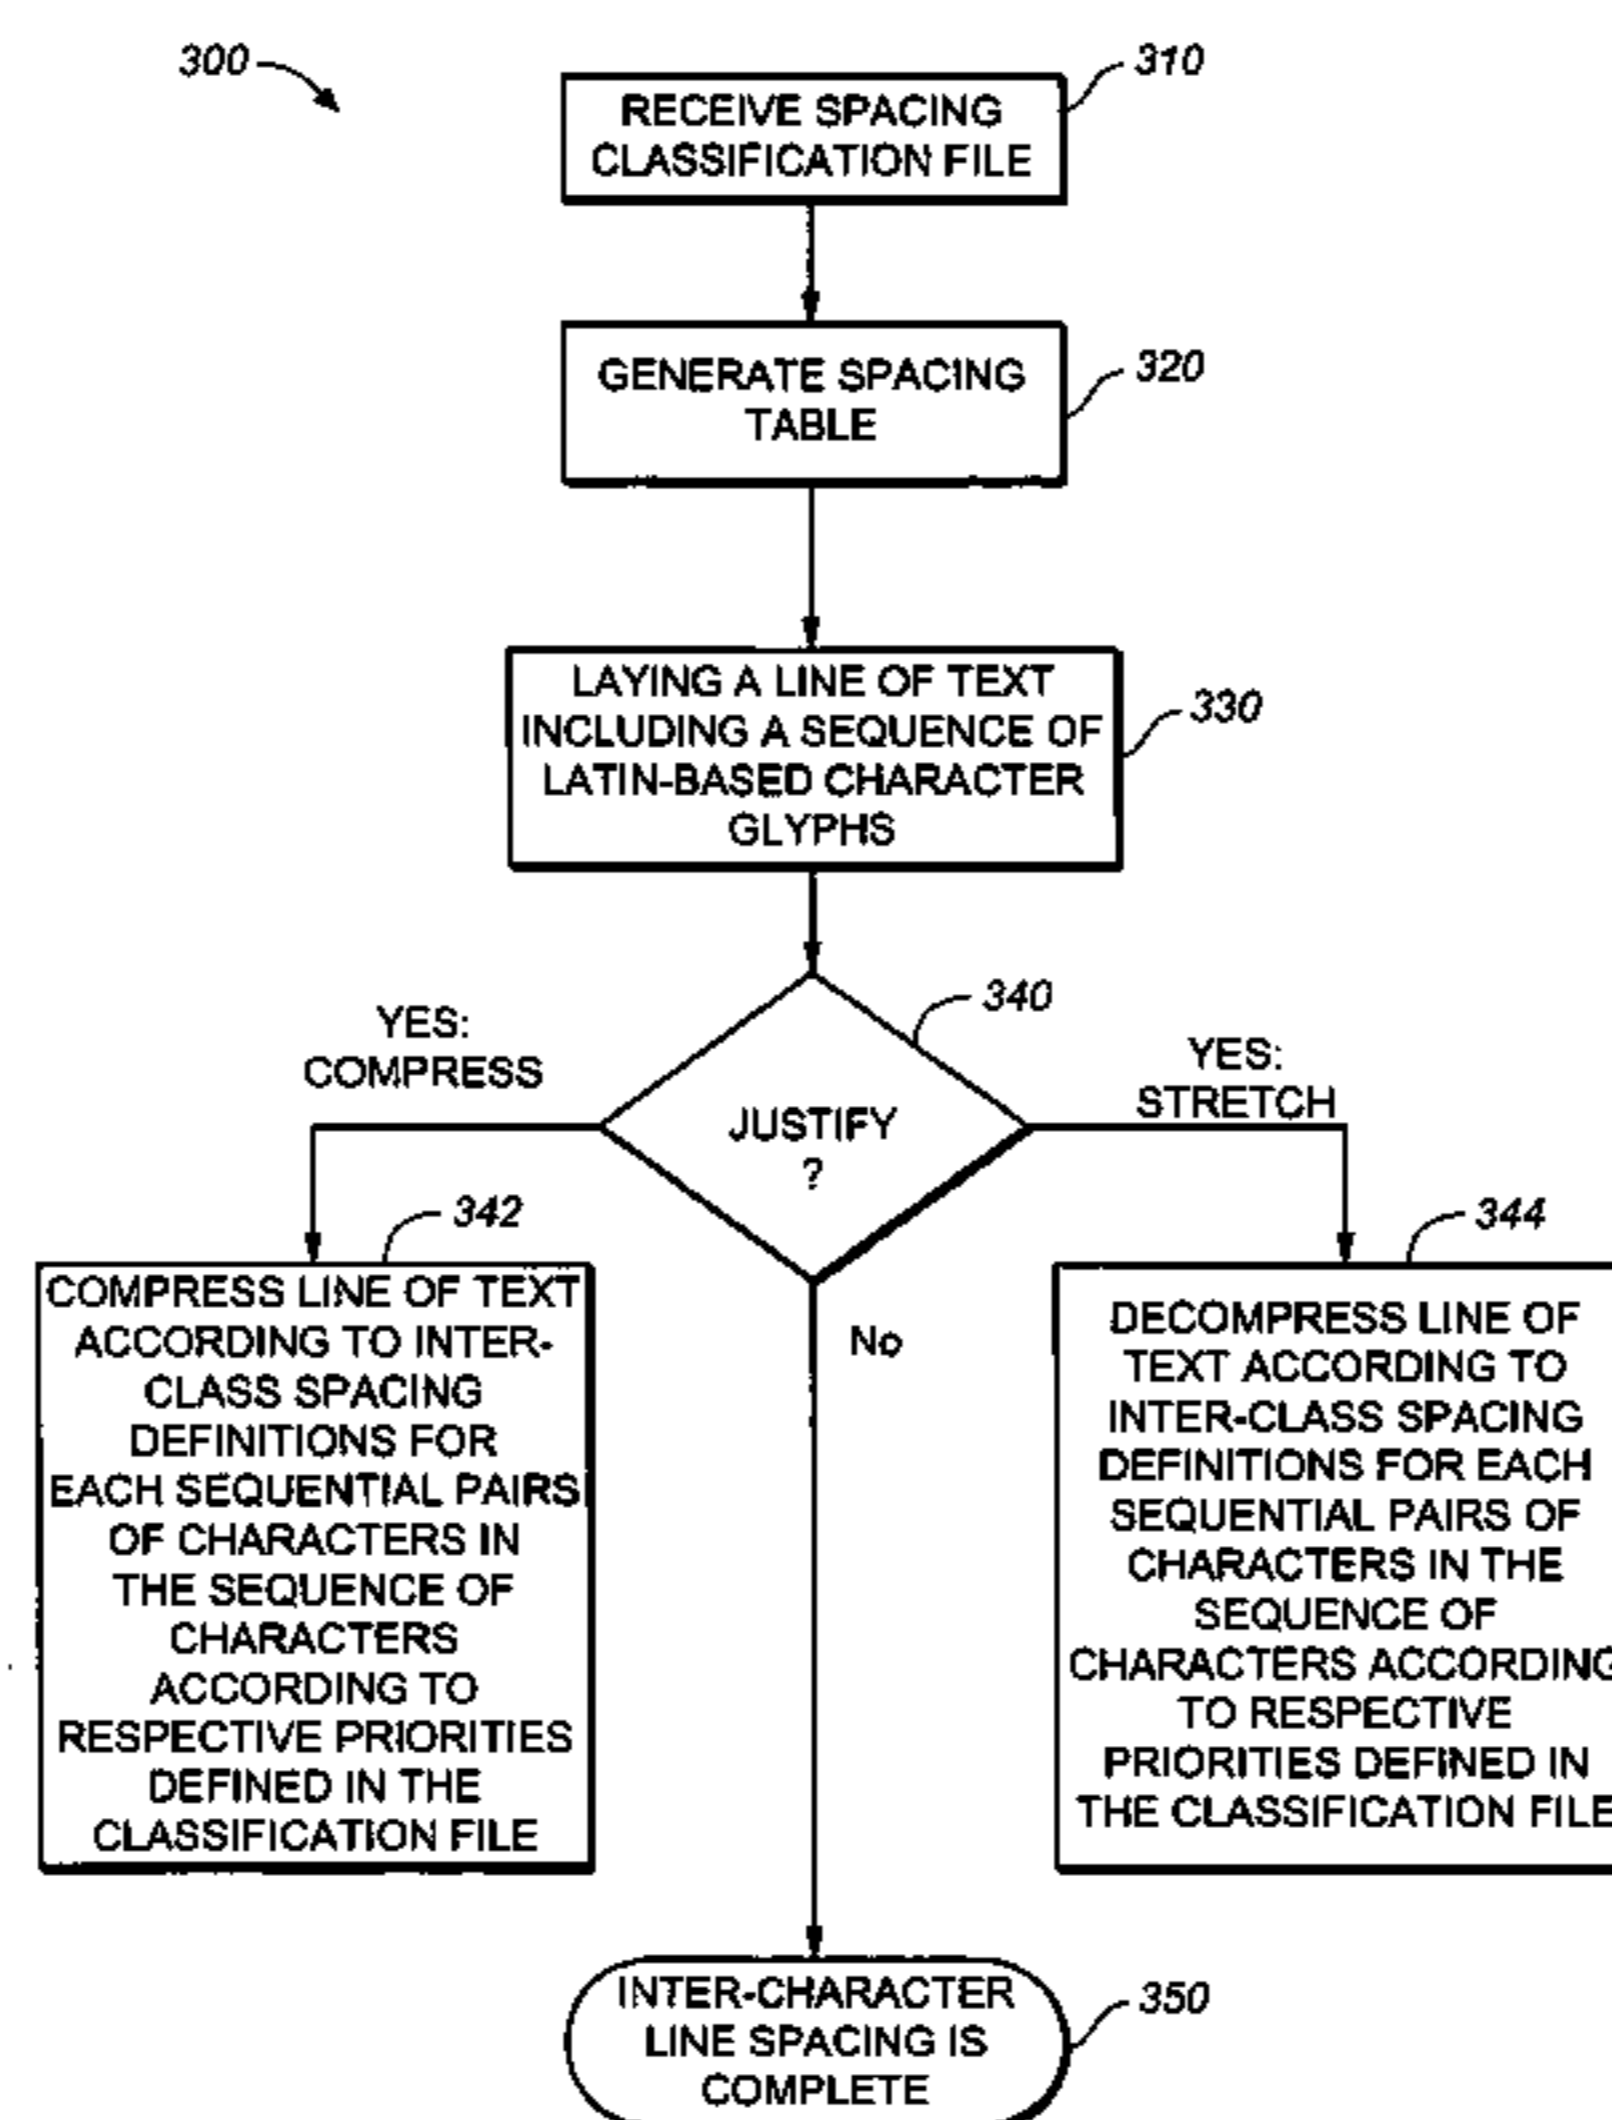 300
310
RECEIVE SPACING
CLASSIFICATION FILE
320
GENERATE SPACING
TABLE
330
LAYING A LINE OF TEXT
INCLUDING A SEQUENCE OF
LATIN-BASED CHARACTER
GLYPHS
340
JUSTIFY
?
YES:
COMPRESS
YES:
STRETCH
342
COMPRESS LINE OF TEXT
ACCORDING TO INTER-
CLASS SPACING
DEFINITIONS FOR
EACH SEQUENTIAL PAIRS
OF CHARACTERS IN
THE SEQUENCE OF
CHARACTERS
ACCORDING TO
RESPECTIVE PRIORITIES
DEFINED IN THE
CLASSIFICATION FILE
No
344
DECOMPRESS LINE OF
TEXT ACCORDING TO
INTER-CLASS SPACING
DEFINITIONS FOR EACH
SEQUENTIAL PAIRS OF
CHARACTERS IN THE
SEQUENCE OF
CHARACTERS ACCORDING
TO RESPECTIVE
PRIORITIES DEFINED IN
THE CLASSIFICATION FILE
350
INTER-CHARACTER
LINE SPACING IS
COMPLETE